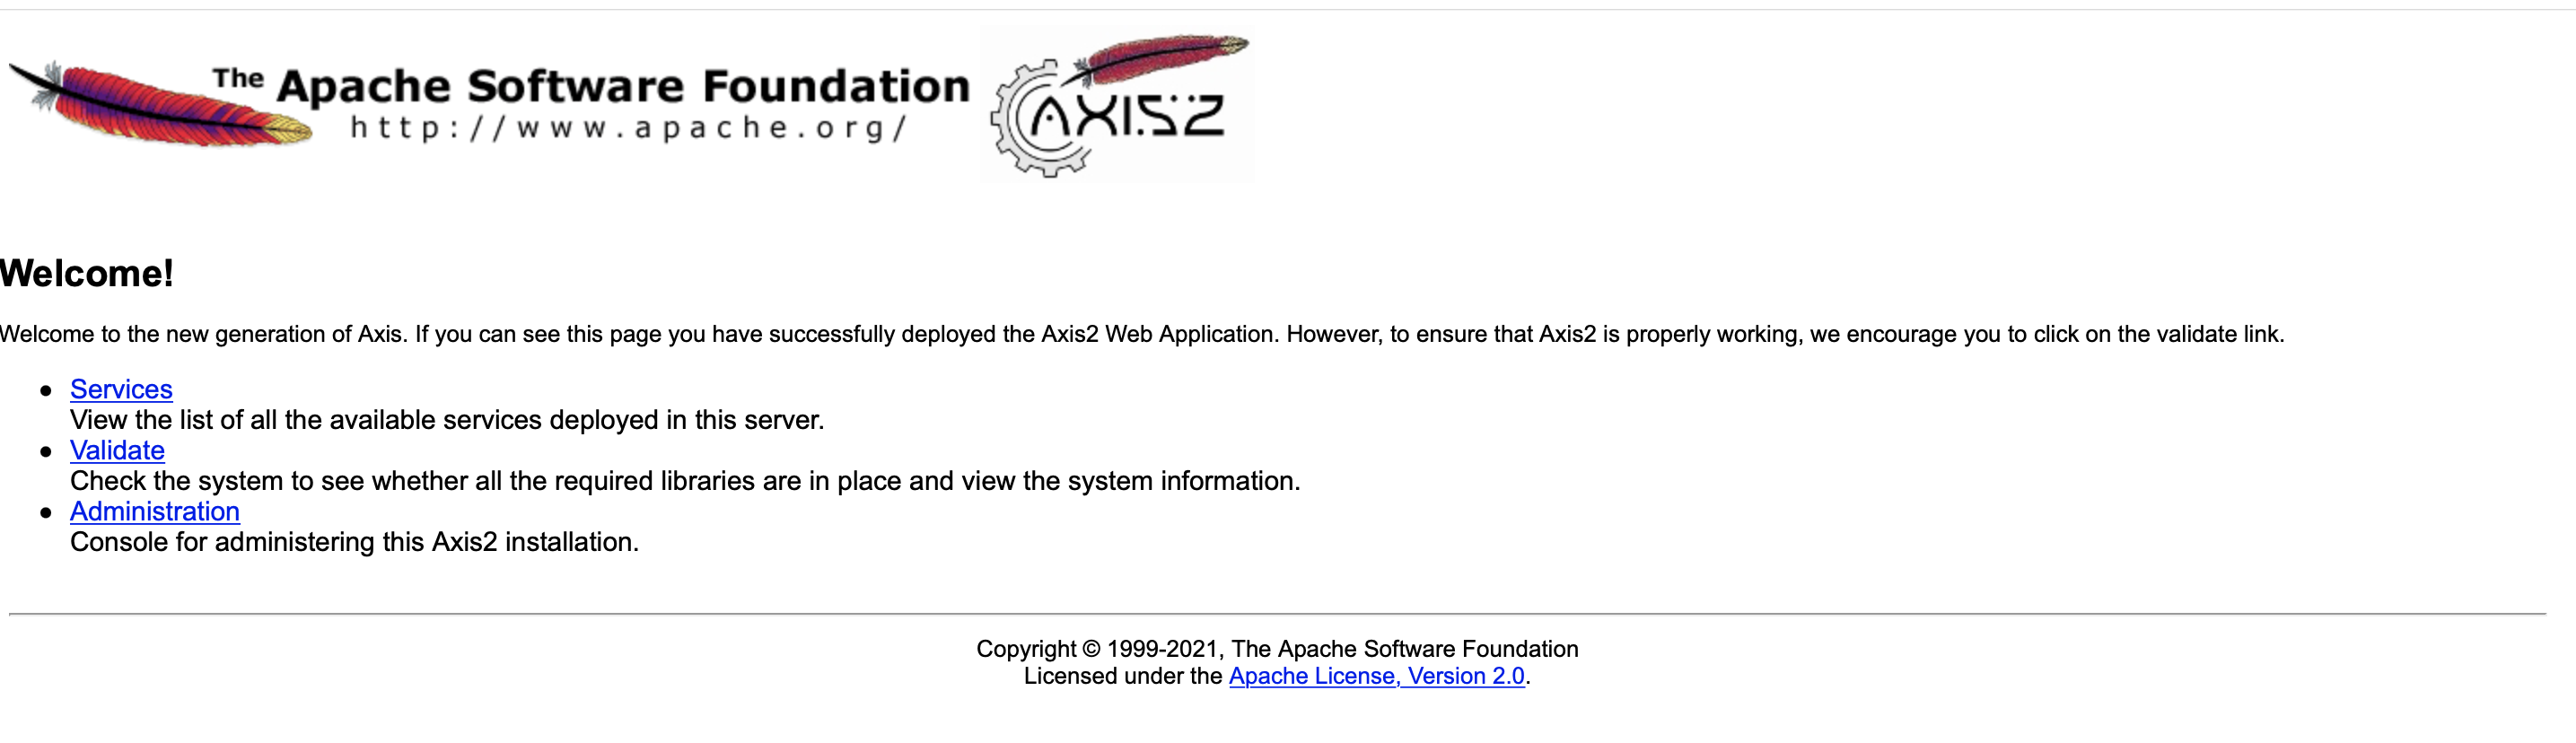 The Apache Software Foundation
http://www.apache.org/
AXIS2
Welcome!
Welcome to the new generation of Axis. If you can see this page you have successfully deployed the Axis2 Web Application. However, to ensure that Axis2 is properly working, we encourage you to click on the validate link.
Services
View the list of all the available services deployed in this server.
Validate
Check the system to see whether all the required libraries are in place and view the system information.
Administration
Console for administering this Axis2 installation.
Copyright © 1999-2021, The Apache Software Foundation
Licensed under the Apache License, Version 2.0.